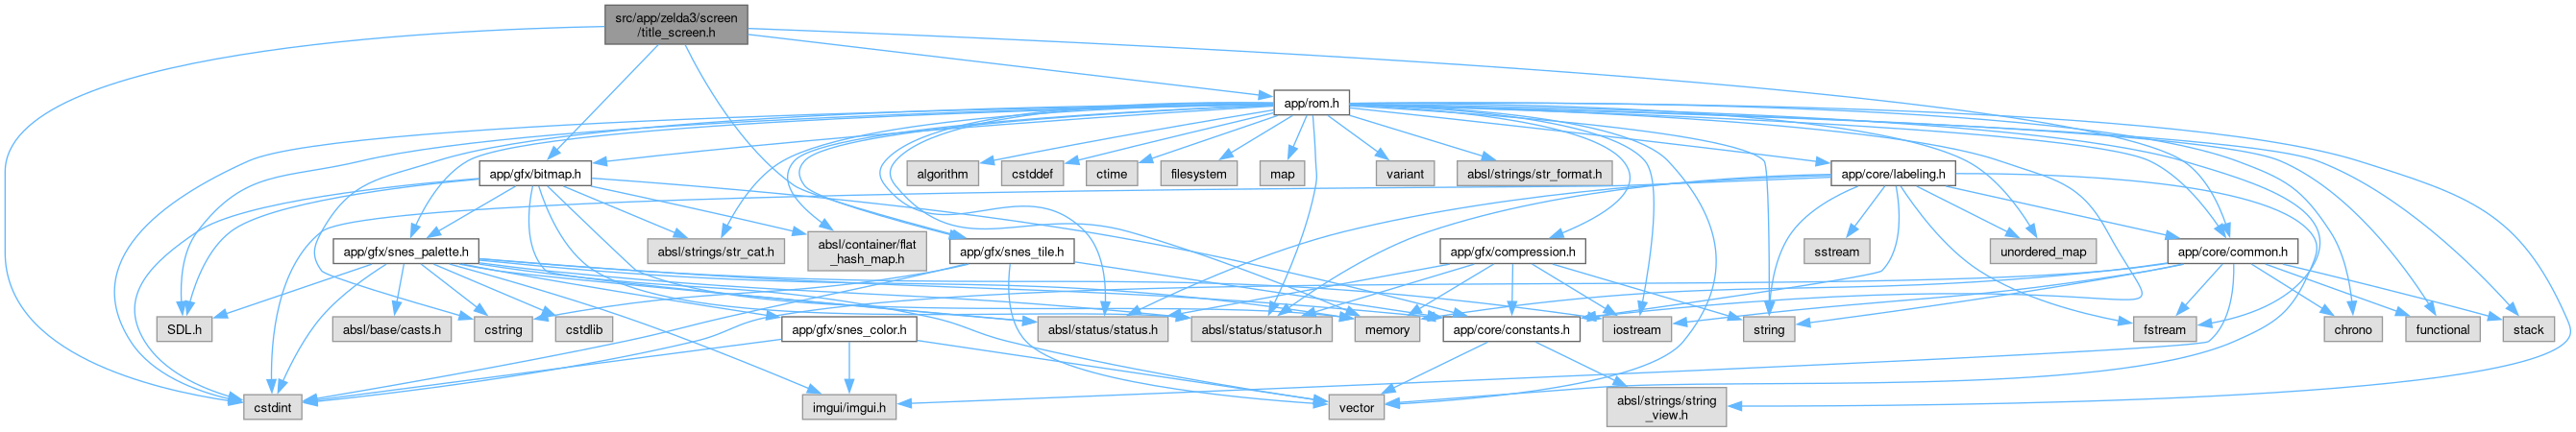 src/app/zelda3/screen
/title_screen.h
app/rom.h
app/gfx/bitmap.h
algorithm
cstddef
ctime
filesystem
map
variant
absl/strings/str_format.h
app/core/labeling.h
app/gfx/snes_palette.h
absl/strings/str_cat.h
absl/container/flat
_hash_map.h
app/gfx/snes_tile.h
app/gfx/compression.h
sstream
unordered_map
app/core/common.h
SDL.h
absl/base/casts.h
cstring
cstdlib
app/gfx/snes_color.h
absl/status/status.h
absl/status/statusor.h
memory
app/core/constants.h
iostream
string
fstream
chrono
functional
stack
cstdint
imgui/imgui.h
vector
absl/strings/string
_view.h